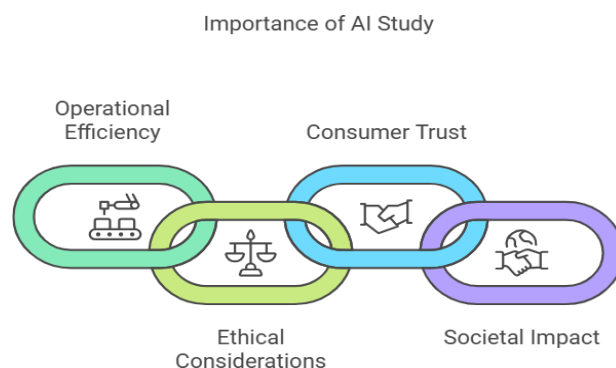 Importance of AI Study
Operational
Efficiency
Consumer Trust
Ethical
Considerations
Societal Impact